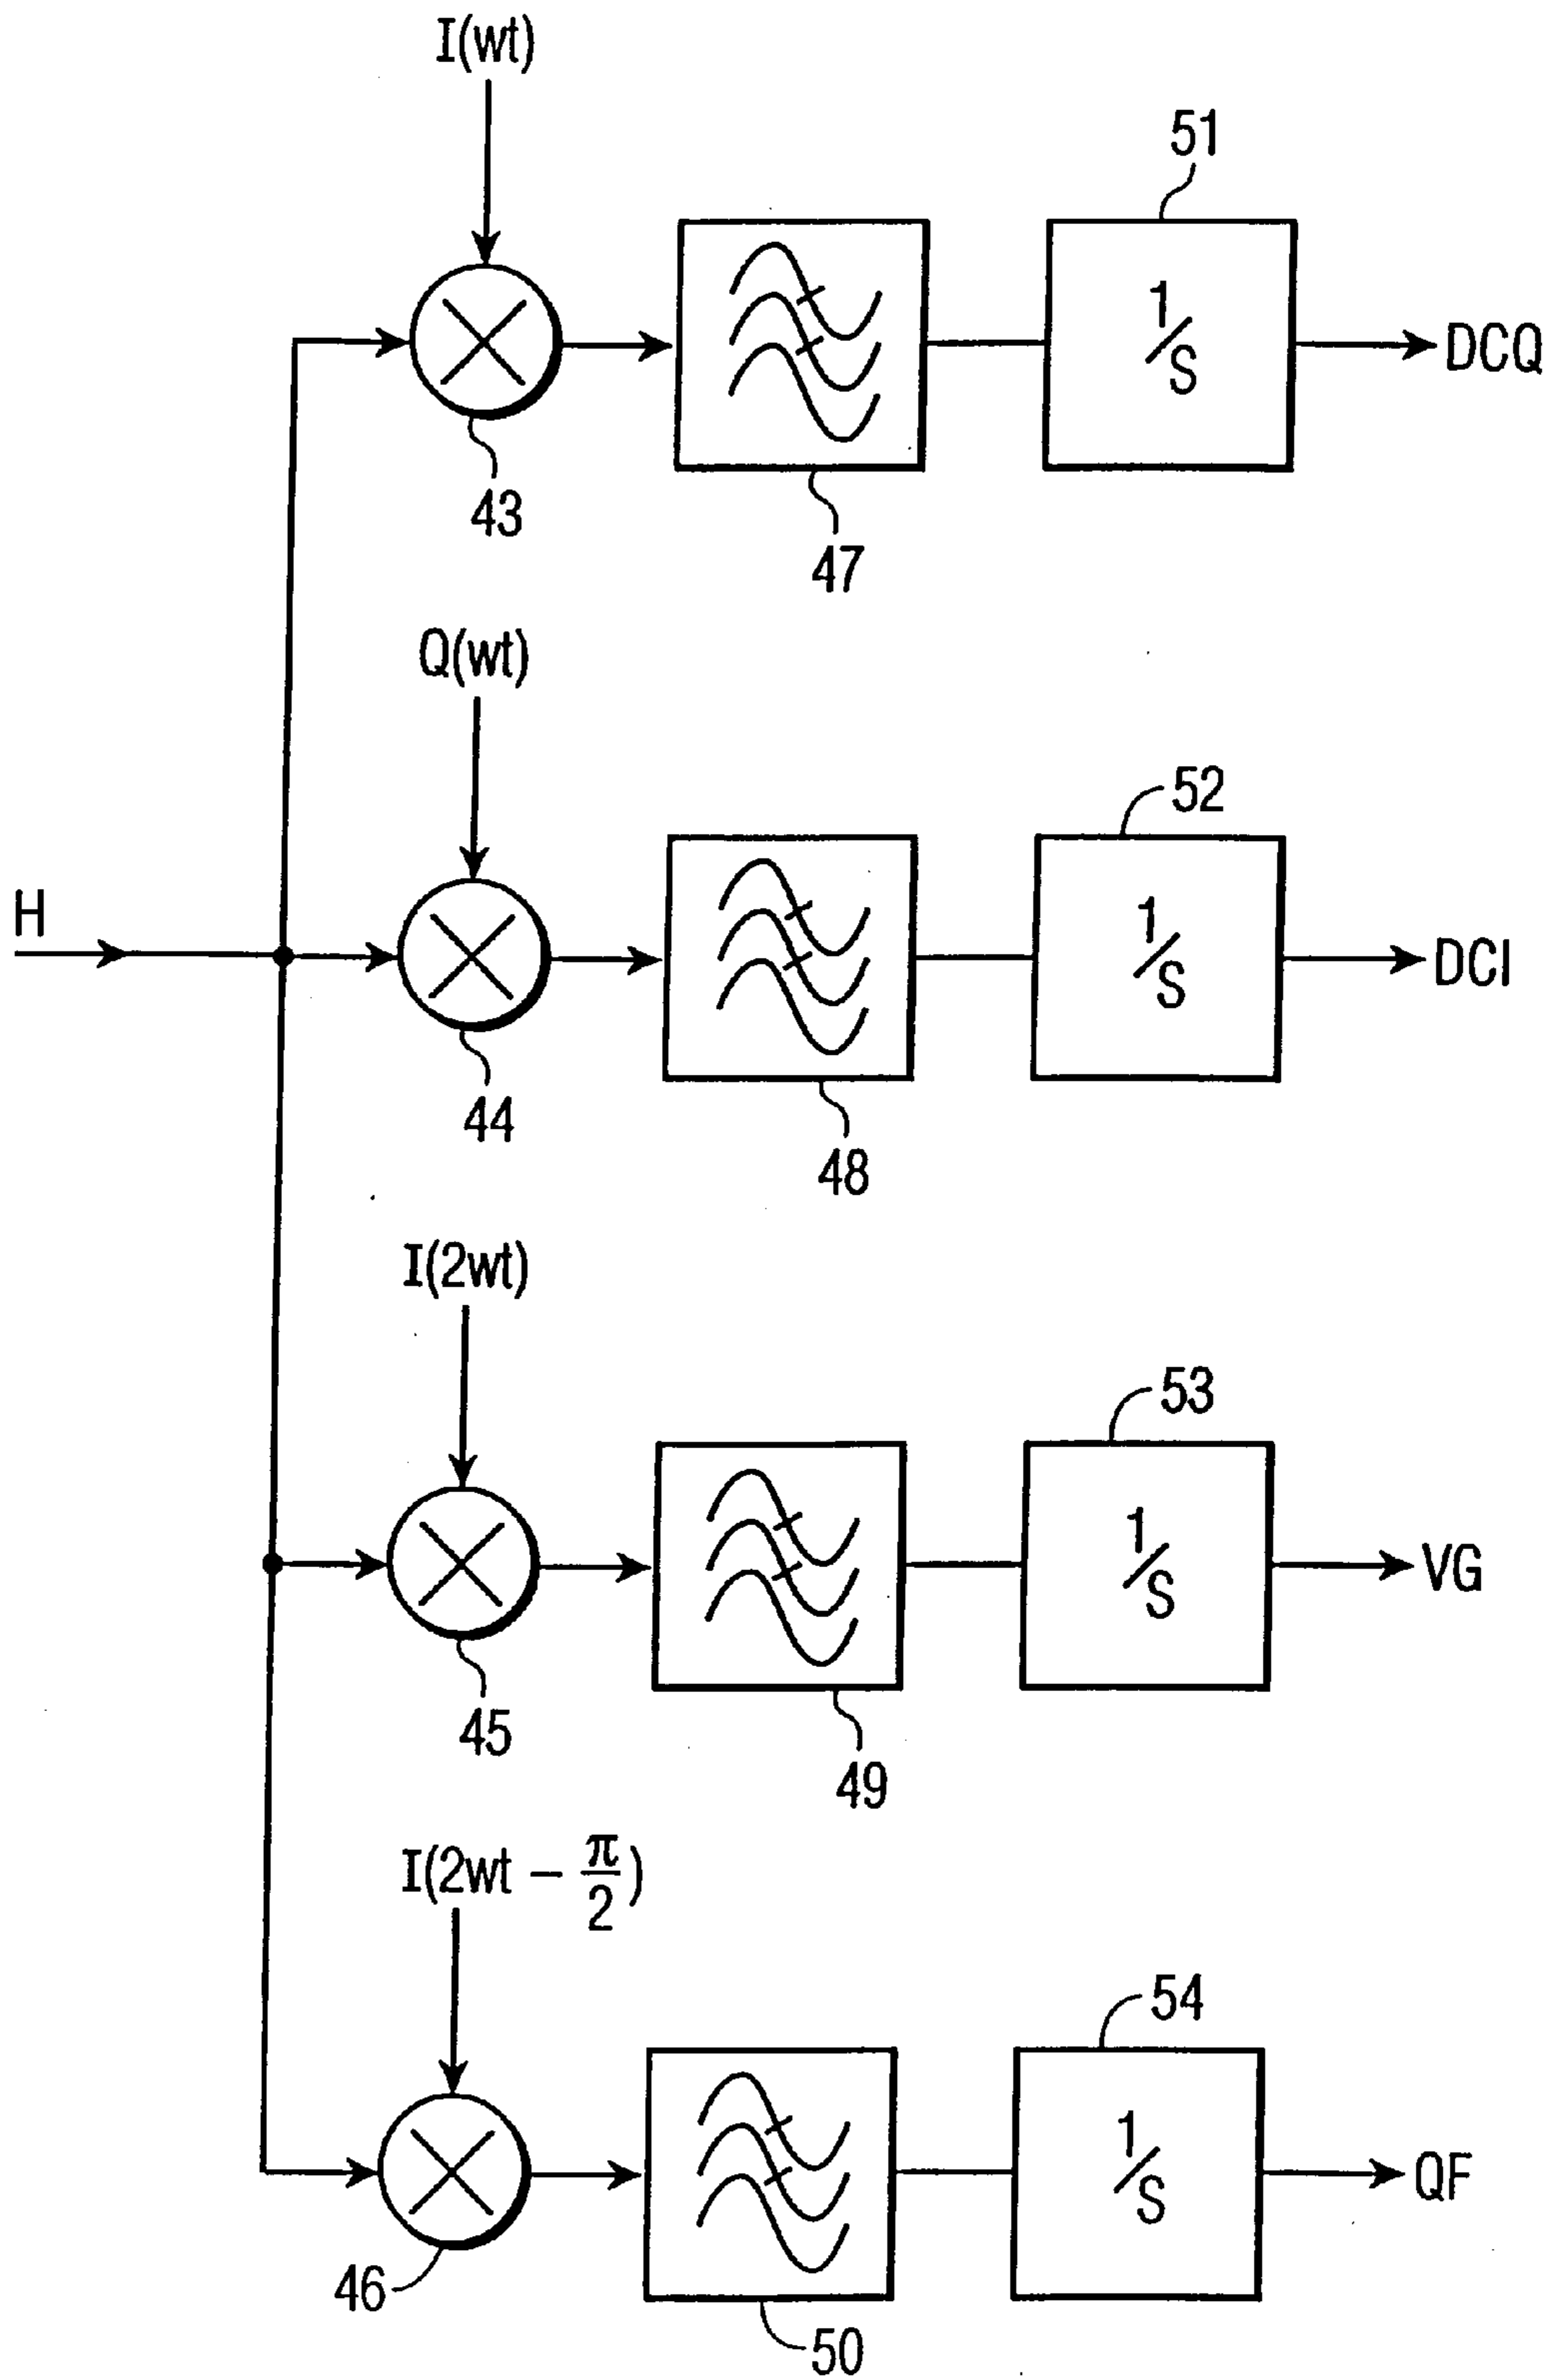 I(wt)
51
1/S
DCQ
43
47
Q(wt)
52
H
1/S
DCI
44
48
I(2wt)
53
1/S
VG
45
49
I(2wt − π/2)
54
1/S
QF
46
50